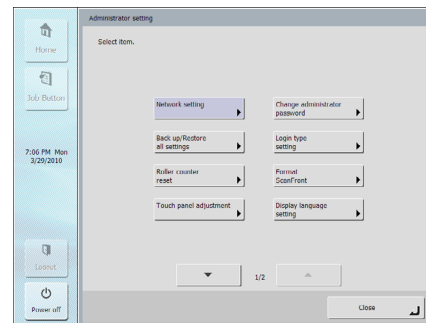 Administrator setting
Select item.
Home
Job Button
7:06 PM Mon
3/29/2010
Logout
Power off
Network setting
Change administrator
password
Back up/Restore
all settings
Login type
setting
Roller counter
reset
Format
ScanFront
Touch panel adjustment
Display language
setting
1/2
Close